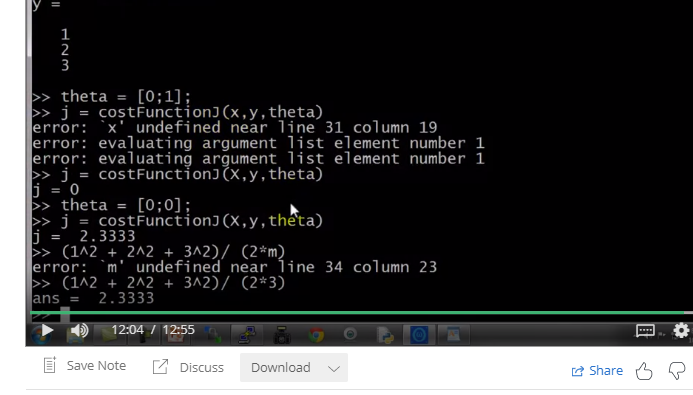 y =
1
2
3
>> theta = [0;1];
>> j = costFunctionJ(x,y,theta)
error: `x' undefined near line 31 column 19
error: evaluating argument list element number 1
error: evaluating argument list element number 1
>> j = costFunctionJ(X,y,theta)
j = 0
>> theta = [0;0];
>> j = costFunctionJ(X,y,theta)
j =  2.3333
>> (1^2 + 2^2 + 3^2)/ (2*m)
error: `m' undefined near line 34 column 23
>> (1^2 + 2^2 + 3^2)/ (2*3)
ans =  2.3333
>>
12:04 / 12:55
Save Note Discuss Download Share